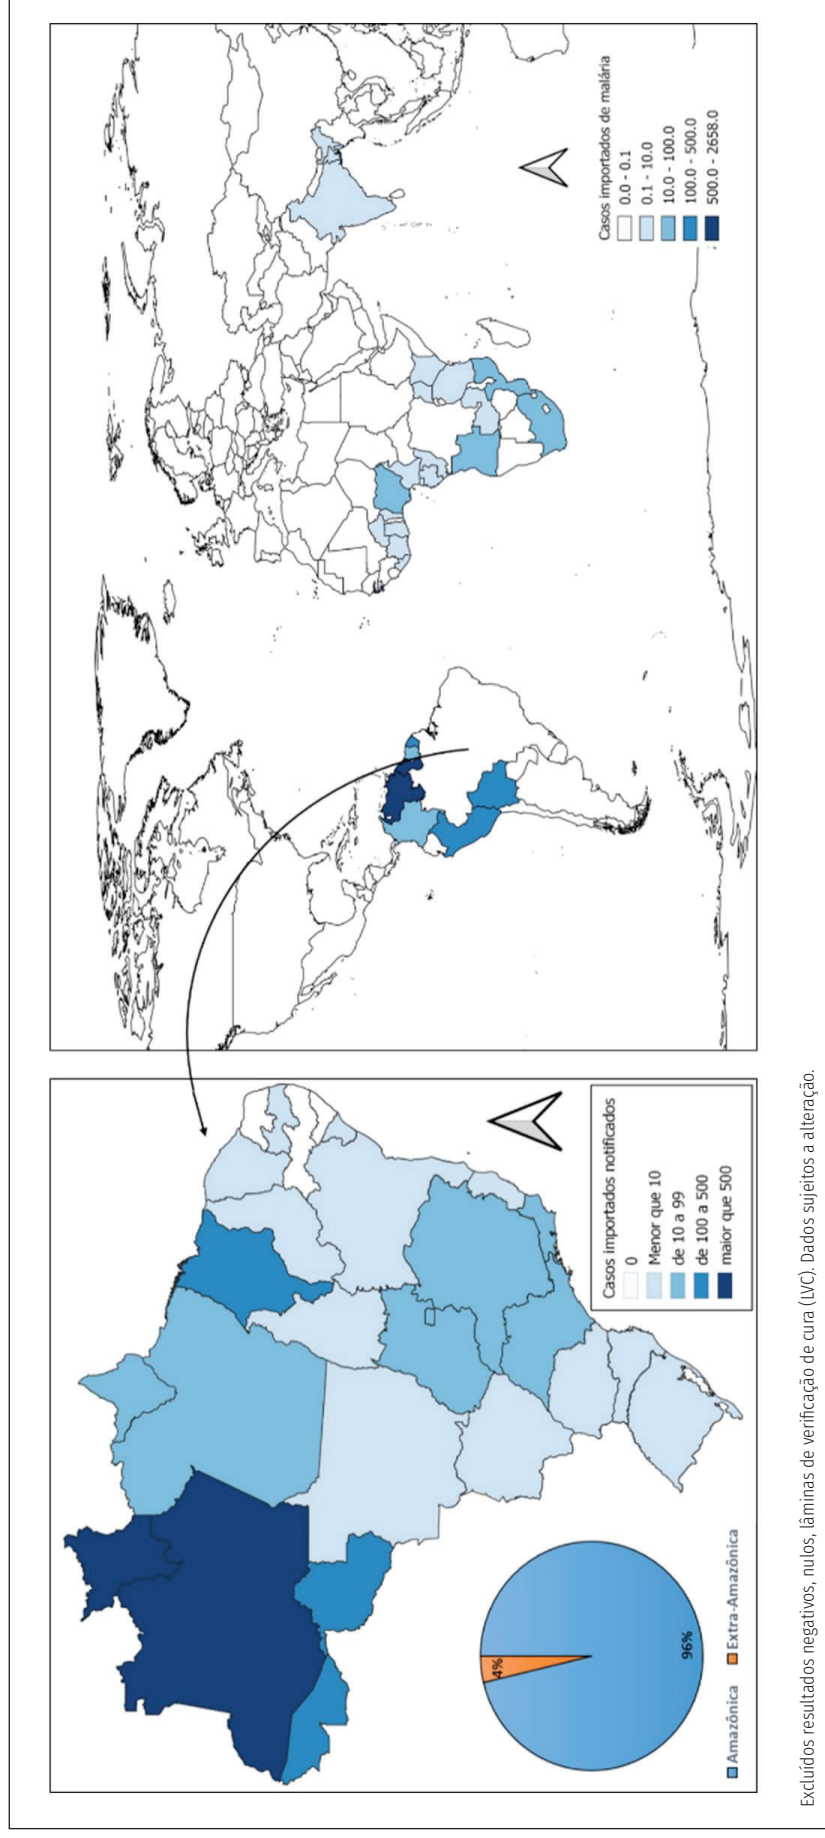 Casos importados notificados
0
Menor que 10
de 10 a 99
de 100 a 500
maior que 500
4%
96%
Amazônica
Extra-Amazônica
Casos importados de malária
0.0 - 0.1
0.1 - 10.0
10.0 - 100.0
100.0 - 500.0
500.0 - 2658.0
Excluídos resultados negativos, nulos, lâminas de verificação de cura (LVC). Dados sujeitos a alteração.